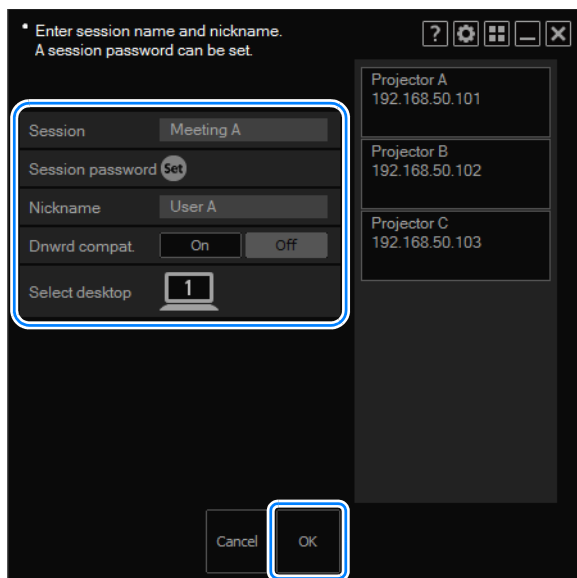 • Enter session name and nickname.
A session password can be set.
?
Projector A
192.168.50.101
Projector B
192.168.50.102
Projector C
192.168.50.103
Session Meeting A
Session password Set
Nickname User A
Dnwrd compat. On Off
Select desktop 1
Cancel OK